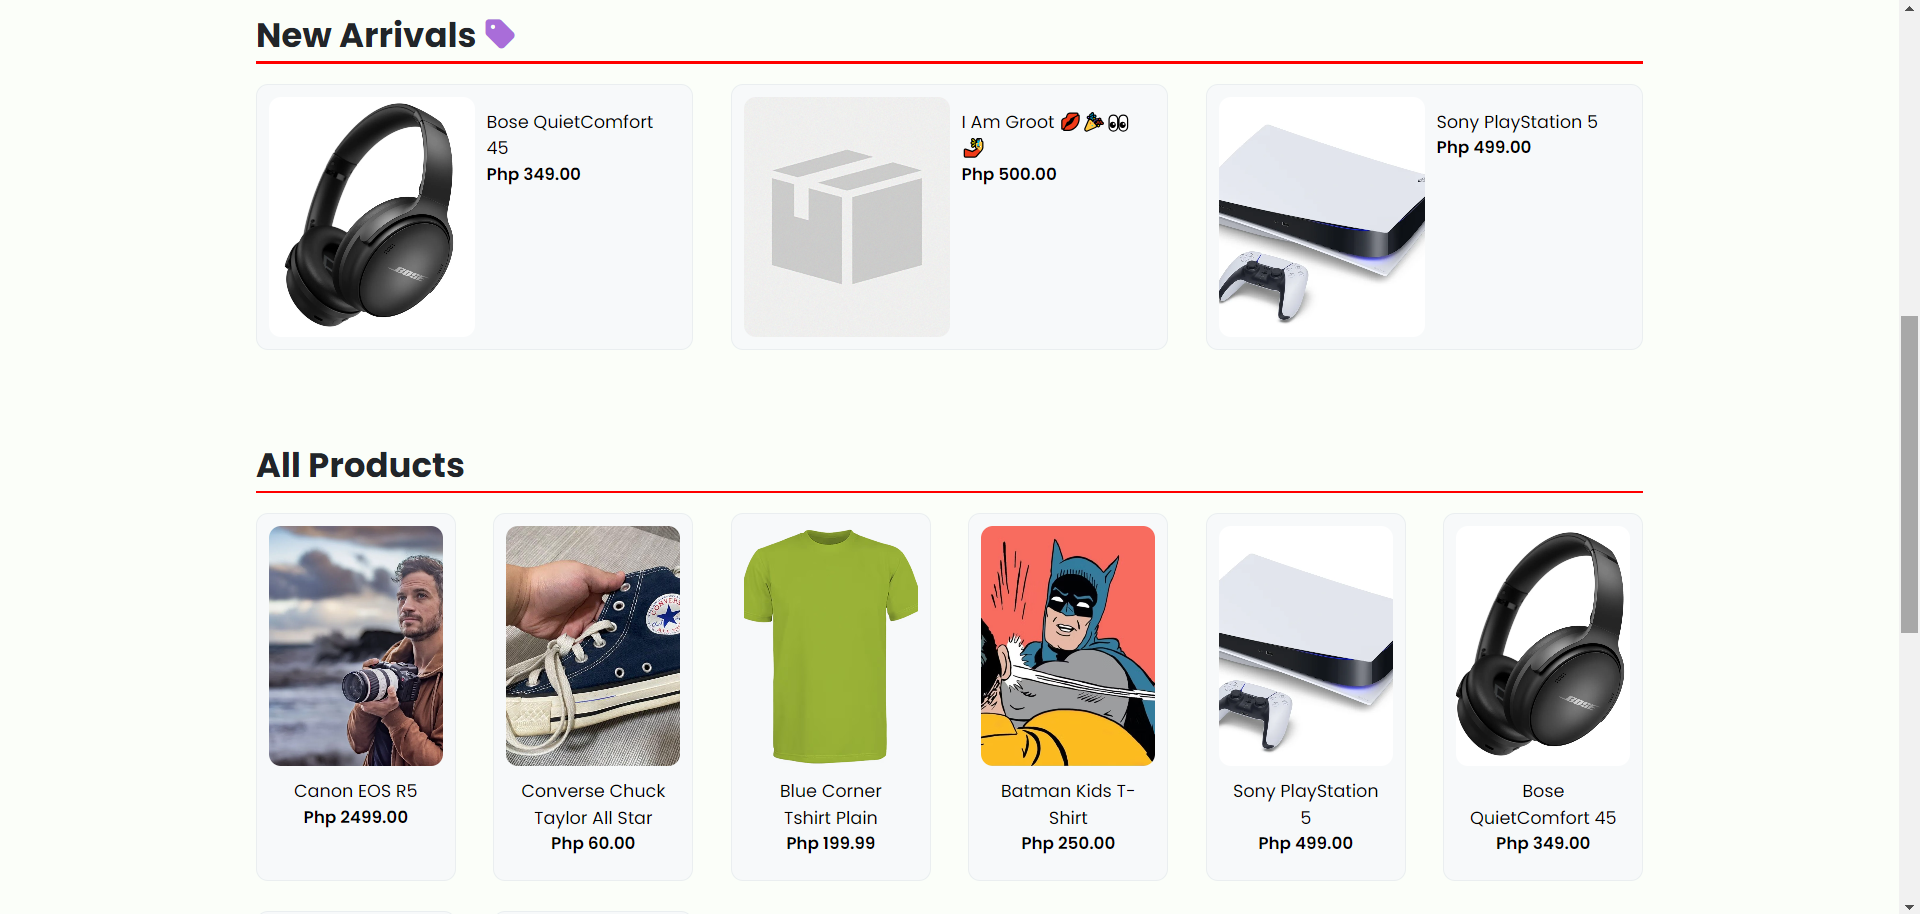 New Arrivals
Bose QuietComfort
45
Php 349.00
I Am Groot 💋🎉👀
🤳
Php 500.00
Sony PlayStation 5
Php 499.00
BOSE
All Products
Canon EOS R5
Php 2499.00
Converse Chuck
Taylor All Star
Php 60.00
Blue Corner
Tshirt Plain
Php 199.99
Batman Kids T-
Shirt
Php 250.00
Sony PlayStation
5
Php 499.00
Bose
QuietComfort 45
Php 349.00
BOSE